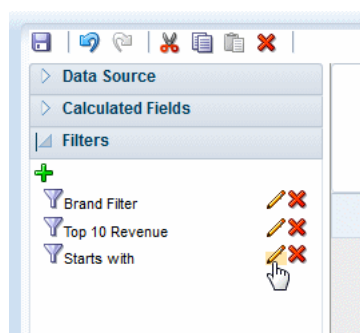 Data Source
Calculated Fields
Filters
Brand Filter
Top 10 Revenue
Starts with